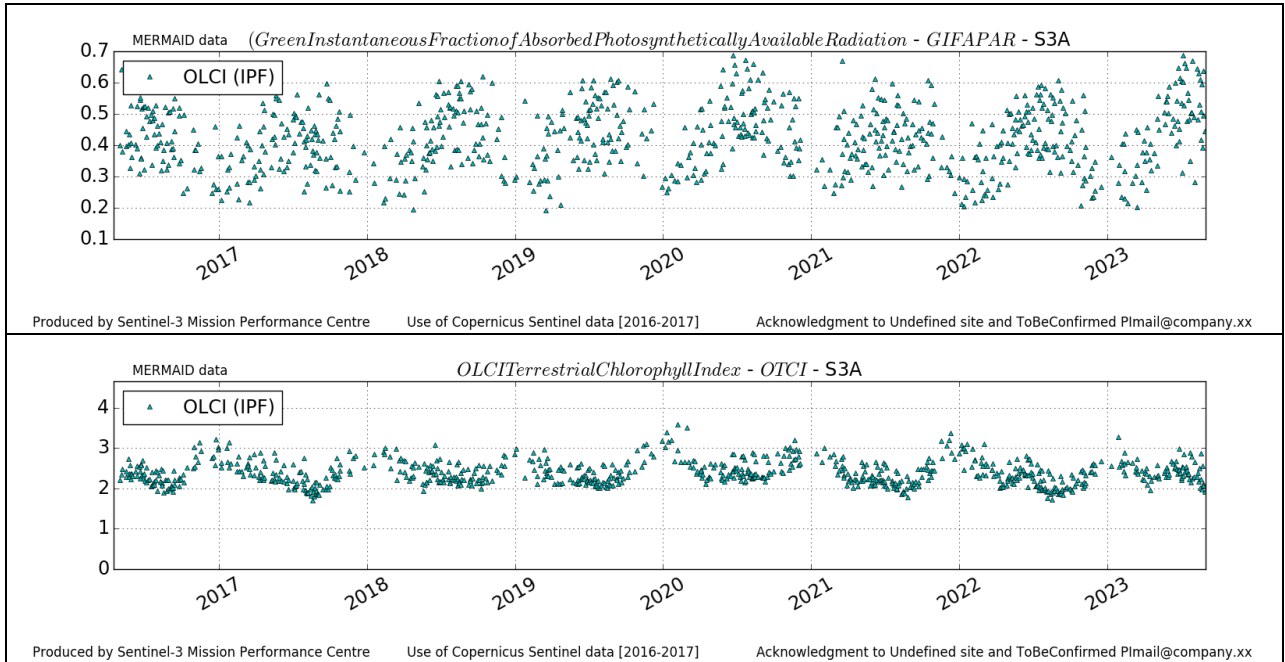 MERMAID data (GreenInstantaneousFractionofAbsorbedPhotosyntheticallyAvailableRadiation - GIFAPAR - S3A
0.7
OLCI (IPF)
0.6
0.5
0.4
0.3
0.2
0.1
2017 2018 2019 2020 2021 2022 2023
Produced by Sentinel-3 Mission Performance Centre Use of Copernicus Sentinel data [2016-2017] Acknowledgment to Undefined site and ToBeConfirmed PImail@company.xx
MERMAID data OLCITerrestrialChlorophyllIndex - OTCI - S3A
OLCI (IPF)
4
3
2
1
0
2017 2018 2019 2020 2021 2022 2023
Produced by Sentinel-3 Mission Performance Centre Use of Copernicus Sentinel data [2016-2017] Acknowledgment to Undefined site and ToBeConfirmed PImail@company.xx